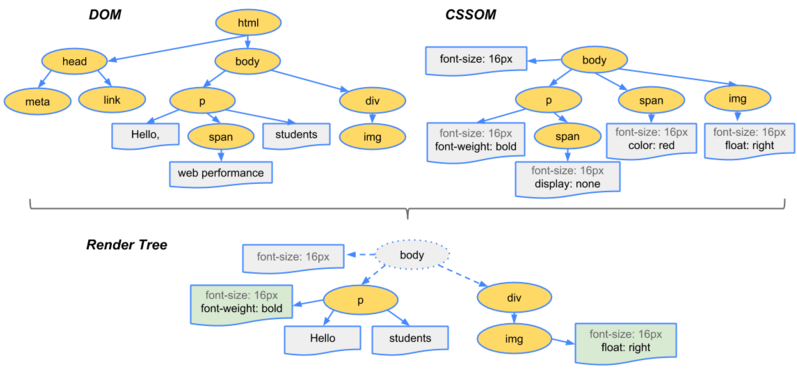 DOM
CSSOM
html
head
body
meta
link
p
div
Hello,
span
students
img
web performance
font-size: 16px
body
p
span
img
font-size: 16px
font-weight: bold
span
font-size: 16px
color: red
font-size: 16px
float: right
font-size: 16px
display: none
Render Tree
font-size: 16px
body
font-size: 16px
font-weight: bold
p
div
Hello
students
img
font-size: 16px
float: right